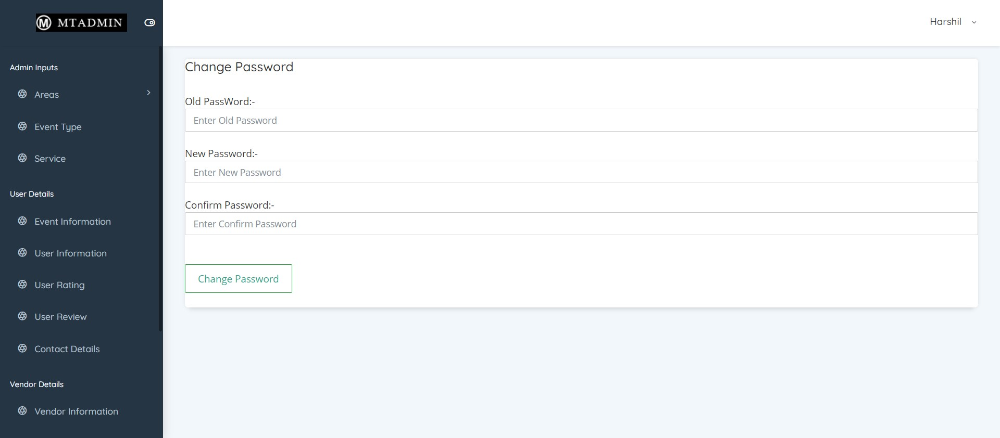 M MTADMIN
Harshil
Admin Inputs
Areas
Event Type
Service
User Details
Event Information
User Information
User Rating
User Review
Contact Details
Vendor Details
Vendor Information
Change Password
Old PassWord:-
Enter Old Password
New Password:-
Enter New Password
Confirm Password:-
Enter Confirm Password
Change Password